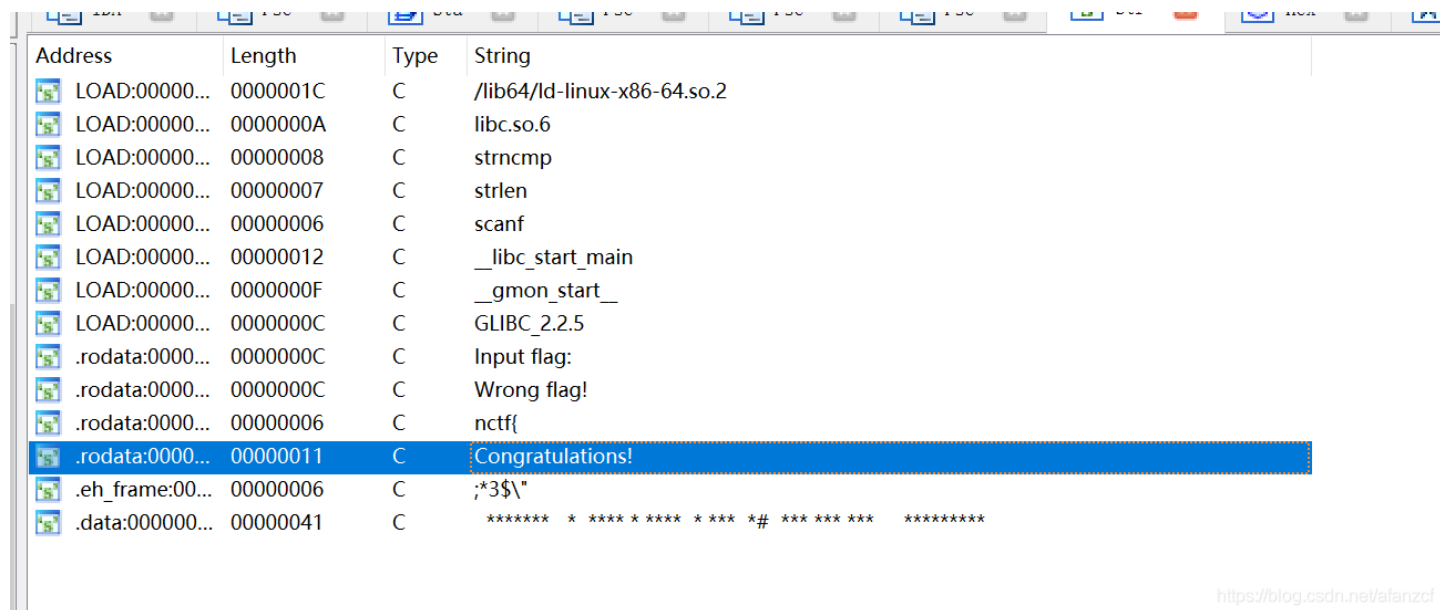 Address Length Type String
LOAD:00000... 0000001C C /lib64/ld-linux-x86-64.so.2
LOAD:00000... 0000000A C libc.so.6
LOAD:00000... 00000008 C strncmp
LOAD:00000... 00000007 C strlen
LOAD:00000... 00000006 C scanf
LOAD:00000... 00000012 C __libc_start_main
LOAD:00000... 0000000F C __gmon_start__
LOAD:00000... 0000000C C GLIBC_2.2.5
.rodata:0000... 0000000C C Input flag:
.rodata:0000... 0000000C C Wrong flag!
.rodata:0000... 00000006 C nctf{
.rodata:0000... 00000011 C Congratulations!
.eh_frame:00... 00000006 C ;*3$\"
.data:000000... 00000041 C   *******   *  **** * ****  * ***  *#  *** *** ***     *********
https://blog.csdn.net/afanzcf